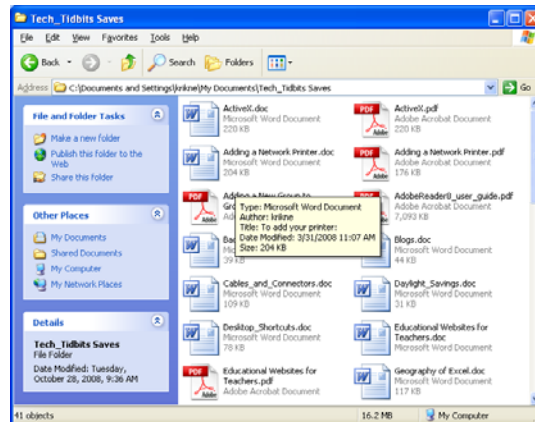 Tech_Tidbits Saves
File Edit View Favorites Tools Help
Back Search Folders
Address C:\Documents and Settings\krikne\My Documents\Tech_Tidbits Saves Go
File and Folder Tasks
Make a new folder
Publish this folder to the
Web
Share this folder
Other Places
My Documents
Shared Documents
My Computer
My Network Places
Details
Tech_Tidbits Saves
File Folder
Date Modified: Tuesday,
October 28, 2008, 9:36 AM
ActiveX.doc
Microsoft Word Document
220 KB
PDF
Adobe
ActiveX.pdf
Adobe Acrobat Document
220 KB
Adding a Network Printer.doc
Microsoft Word Document
204 KB
PDF
Adobe
Adding a Network Printer.pdf
Adobe Acrobat Document
176 KB
PDF
Adding a New Group to
Type: Microsoft Word Document
Author: krikne
Title: To add your printer:
Date Modified: 3/31/2008 11:07 AM
Size: 204 KB
AdobeReader8_user_guide.pdf
Adobe Acrobat Document
7,093 KB
39 KB
Blogs.doc
Microsoft Word Document
44 KB
Cables_and_Connectors.doc
Microsoft Word Document
109 KB
Daylight_Savings.doc
Microsoft Word Document
31 KB
Desktop_Shortcuts.doc
Microsoft Word Document
78 KB
Educational Websites for
Teachers.doc
Microsoft Word Document
PDF
Adobe
Educational Websites for
Teachers.pdf
Adobe Acrobat Document
Geography of Excel.doc
Microsoft Word Document
117 KB
41 objects 16.2 MB My Computer